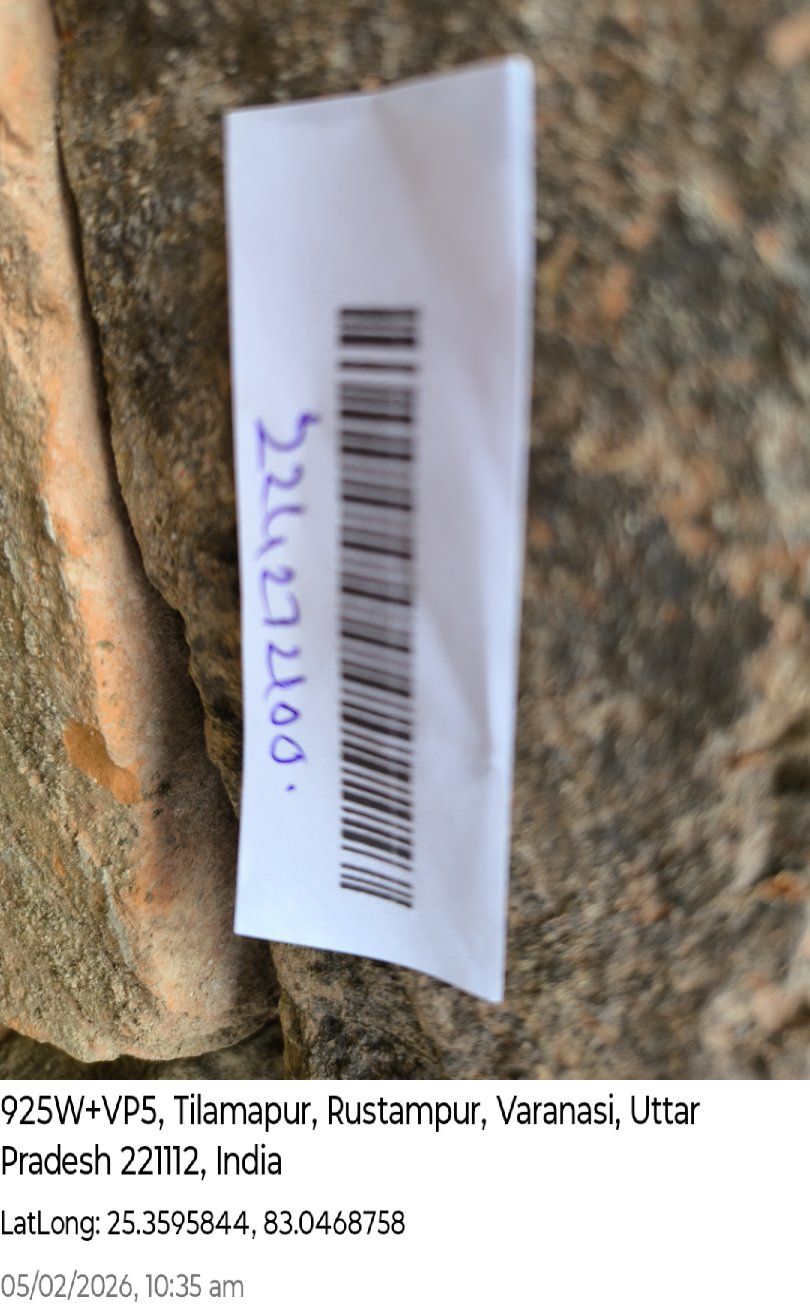 224272400.
925W+VP5, Tilamapur, Rustampur, Varanasi, Uttar
Pradesh 221112, India
LatLong: 25.3595844, 83.0468758
05/02/2026, 10:35 am